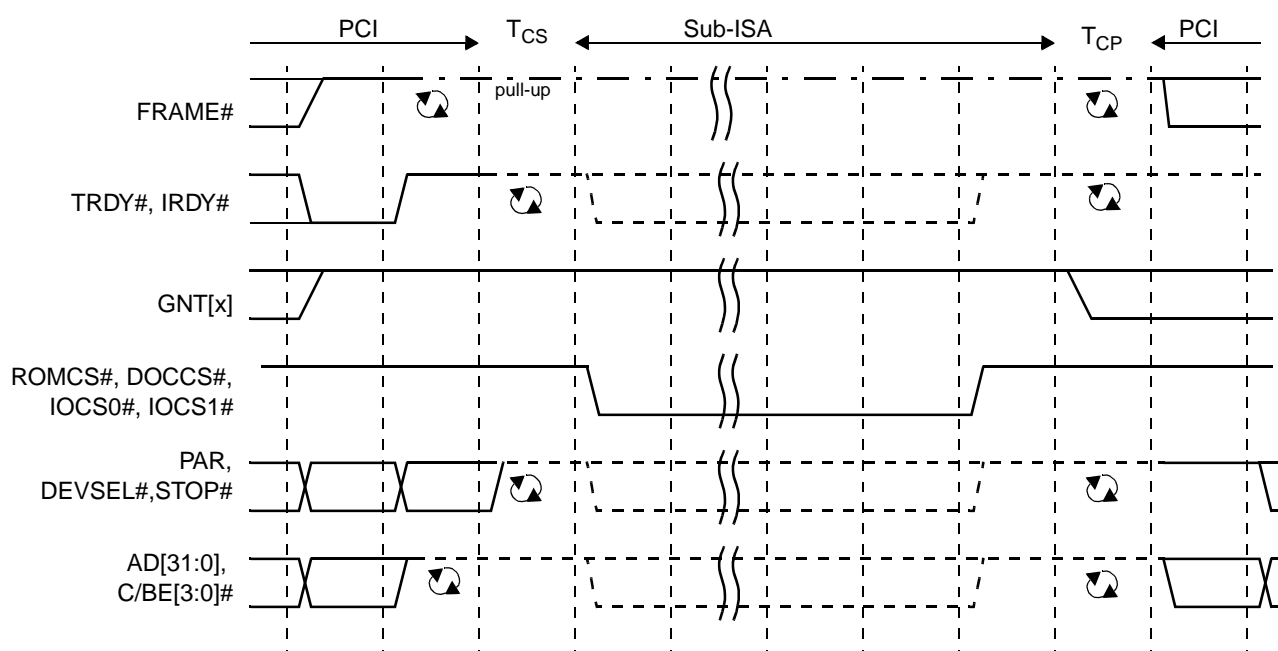 PCI
TCS
Sub-ISA
TCP
PCI
pull-up
FRAME#
TRDY#, IRDY#
GNT[x]
ROMCS#, DOCCS#,
IOCS0#, IOCS1#
PAR,
DEVSEL#,STOP#
AD[31:0],
C/BE[3:0]#